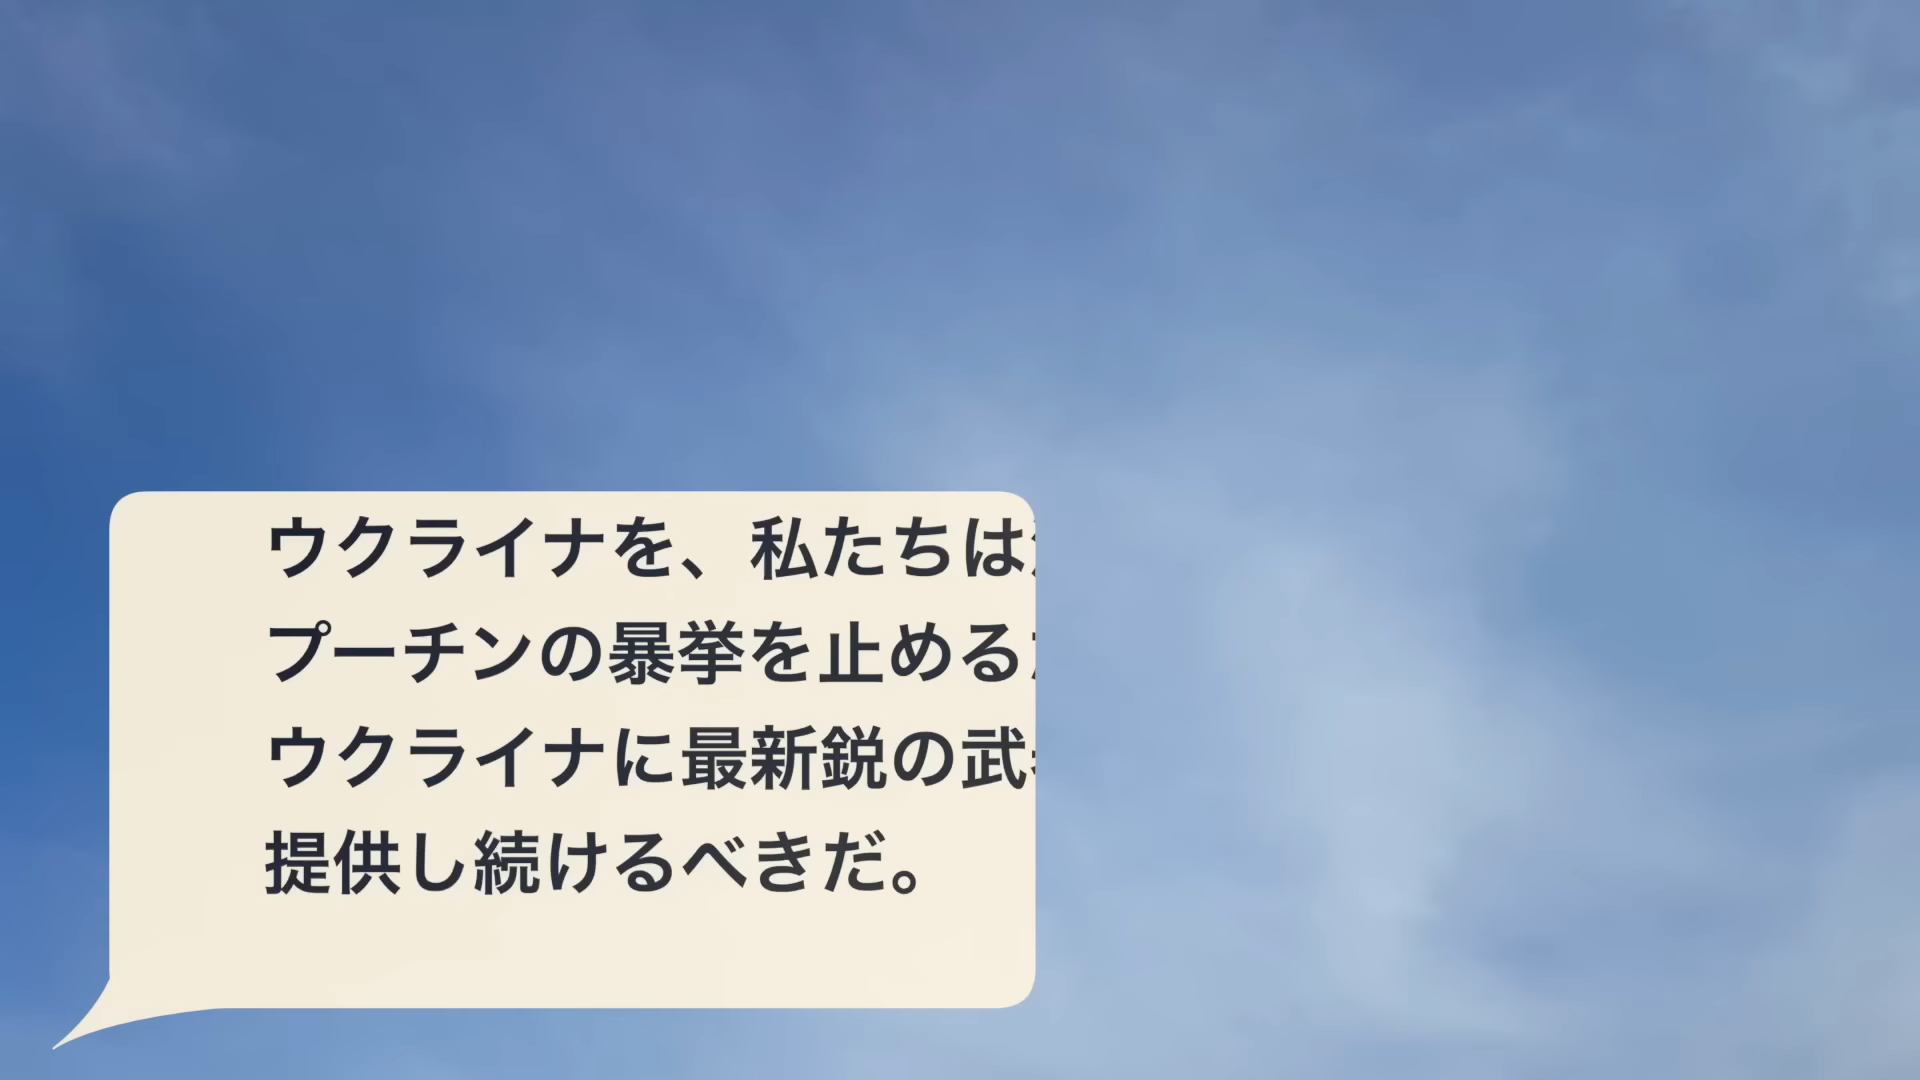 ウクライナを、私たちは
プーチンの暴挙を止める
ウクライナに最新鋭の武
提供し続けるべきだ。